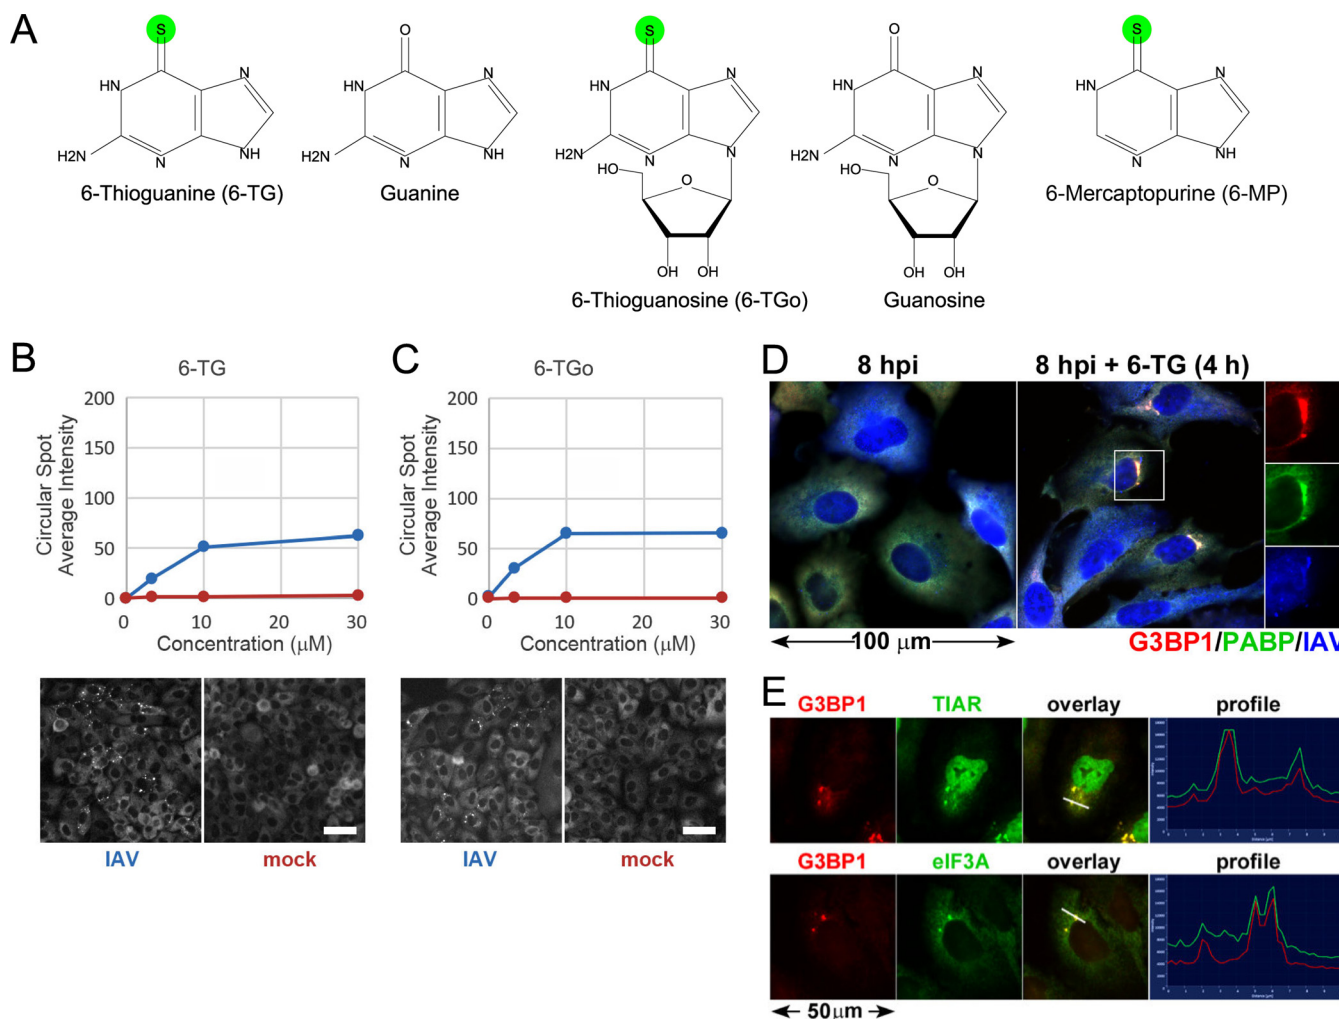 A
S
HN
N
H2N
N
NH
6-Thioguanine (6-TG)
O
HN
N
H2N
N
NH
Guanine
S
HN
N
H2N
N
N
HO
O
OH OH
6-Thioguanosine (6-TGo)
O
HN
N
H2N
N
N
HO
O
OH OH
Guanosine
S
HN
N
N
NH
6-Mercaptopurine (6-MP)
B
6-TG
Circular Spot
Average Intensity
200
150
100
50
0
0 10 20 30
Concentration (μM)
IAV mock
C
6-TGo
Circular Spot
Average Intensity
200
150
100
50
0
0 10 20 30
Concentration (μM)
IAV mock
D
8 hpi 8 hpi + 6-TG (4 h)
100 μm
G3BP1/PABP/IAV
E
G3BP1 TIAR overlay profile
G3BP1 eIF3A overlay profile
50μm